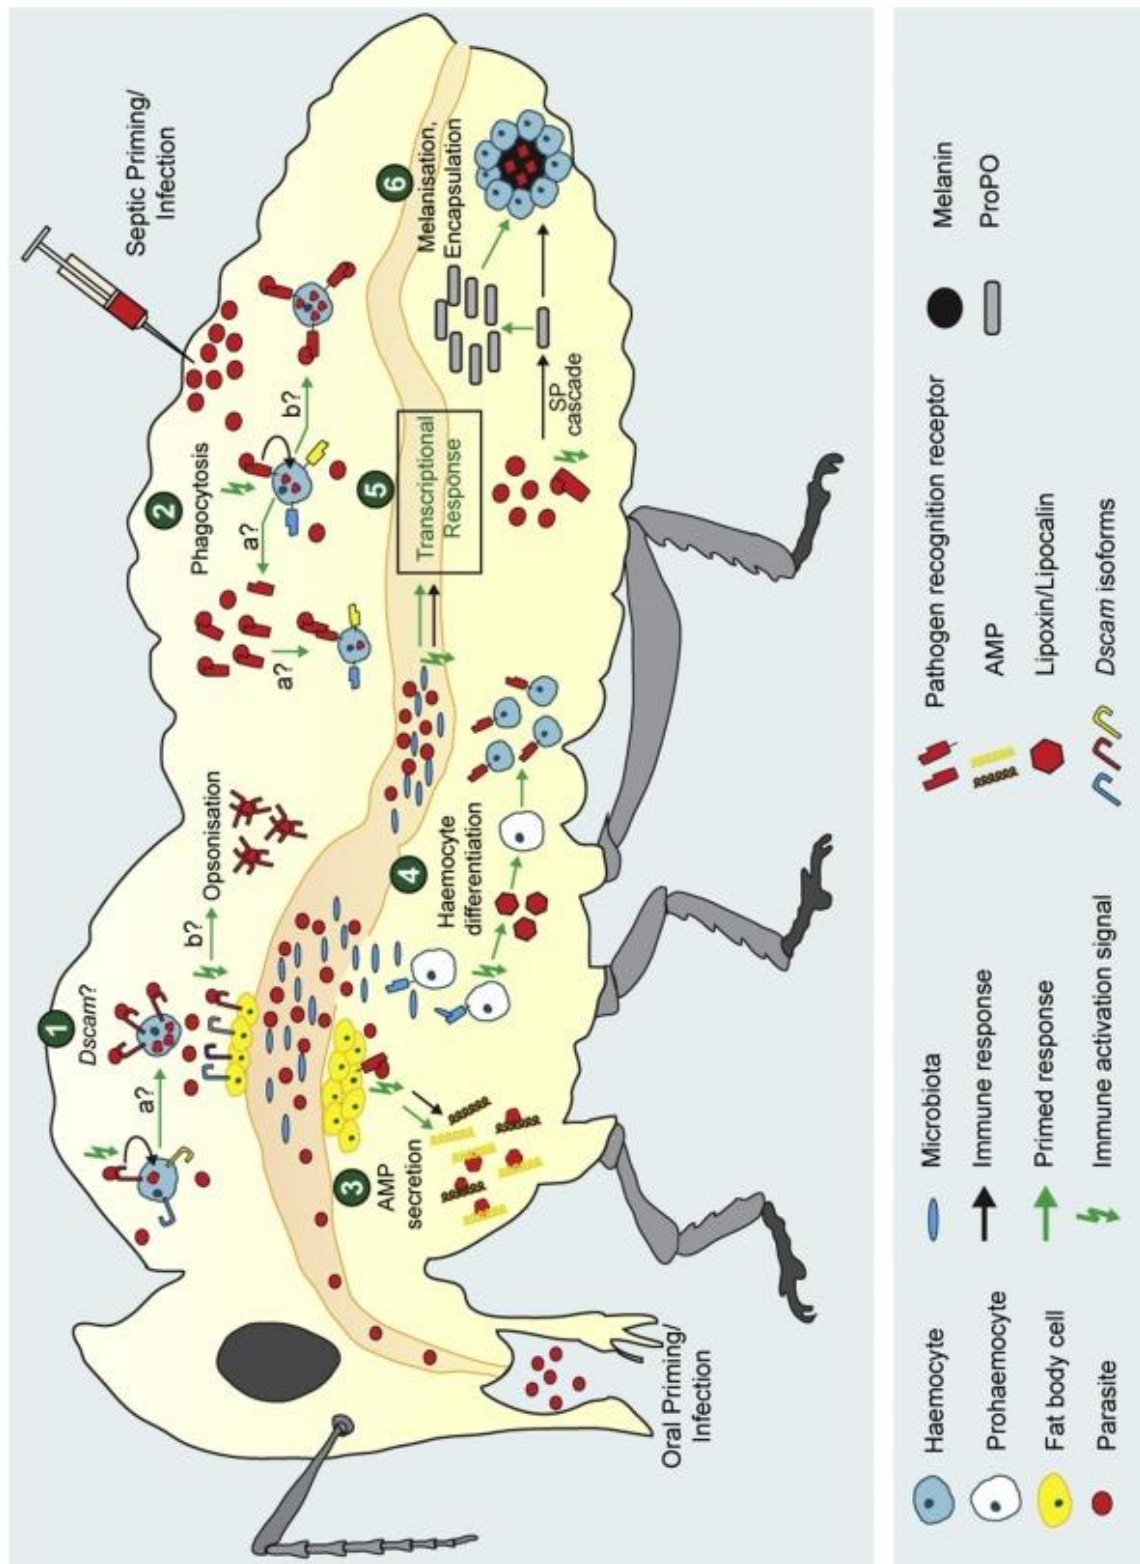 Septic Priming/
Infection
1
Dscam?
a?
b?
Opsonisation
2
Phagocytosis
a?
a?
b?
3
AMP
secretion
4
Haemocyte
differentiation
5
Transcriptional
Response
6
Melanisation,
Encapsulation
SP
cascade
Oral Priming/
Infection
Haemocyte
Prohaemocyte
Fat body cell
Parasite
Microbiota
Immune response
Primed response
Immune activation signal
Pathogen recognition receptor
AMP
Lipoxin/Lipocalin
Dscam isoforms
Melanin
ProPO